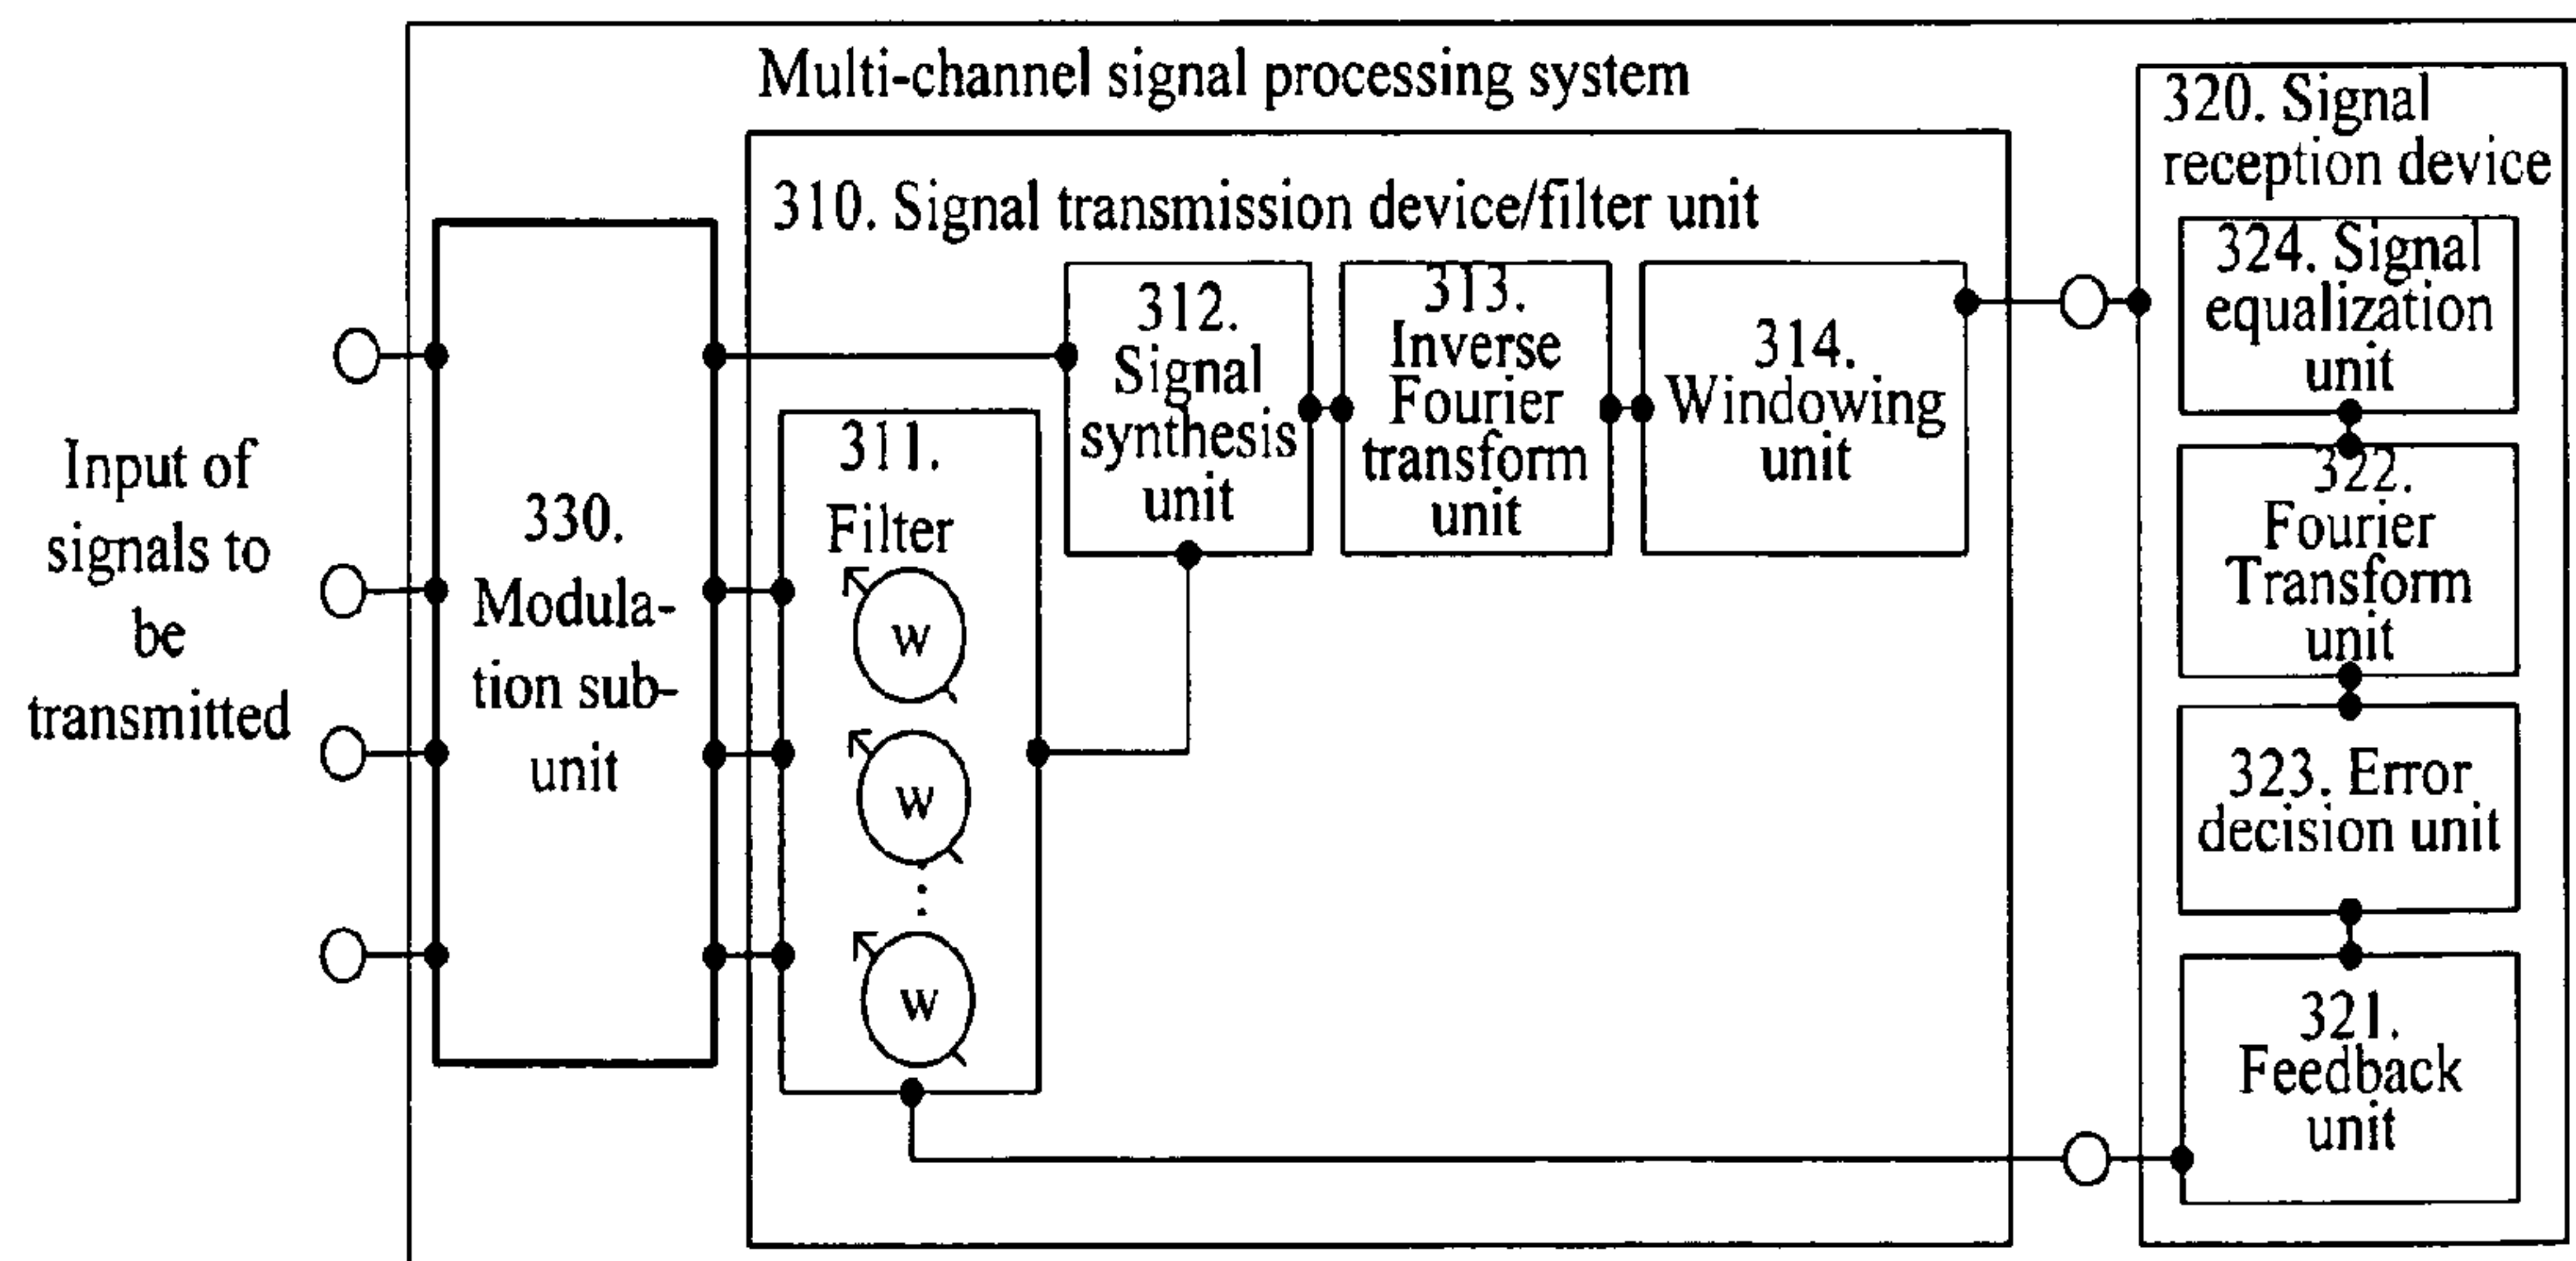 Multi-channel signal processing system
Input of
signals to
be
transmitted
330.
Modula-
tion sub-
unit
310. Signal transmission device/filter unit
311.
Filter
w
w
w
312.
Signal
synthesis
unit
313.
Inverse
Fourier
transform
unit
314.
Windowing
unit
320. Signal
reception device
324. Signal
equalization
unit
322.
Fourier
Transform
unit
323. Error
decision unit
321.
Feedback
unit